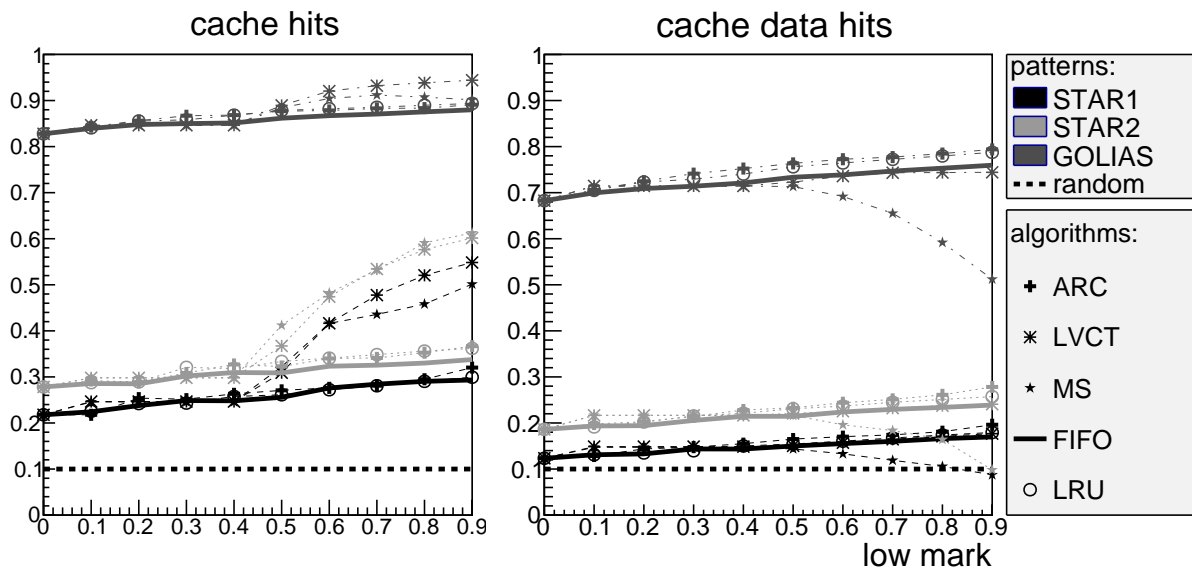 cache hits
cache data hits
1
0.9
0.8
0.7
0.6
0.5
0.4
0.3
0.2
0.1
0
0 0.1 0.2 0.3 0.4 0.5 0.6 0.7 0.8 0.9
1
0.9
0.8
0.7
0.6
0.5
0.4
0.3
0.2
0.1
0
0 0.1 0.2 0.3 0.4 0.5 0.6 0.7 0.8 0.9
low mark
patterns:
STAR1
STAR2
GOLIAS
random
algorithms:
ARC
LVCT
MS
FIFO
LRU